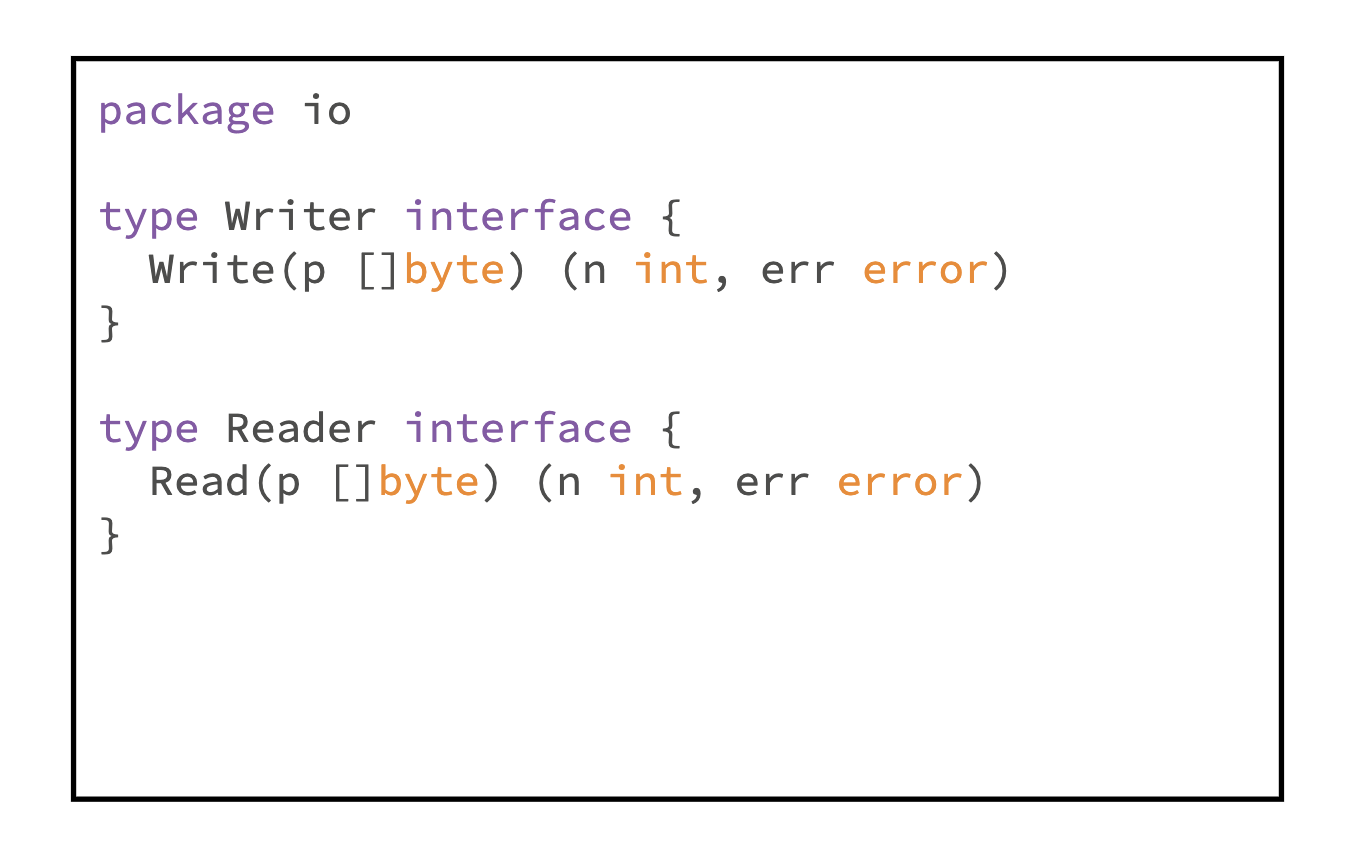 package io
type Writer interface {
Write(p []byte) (n int, err error)
}
type Reader interface {
Read(p []byte) (n int, err error)
}